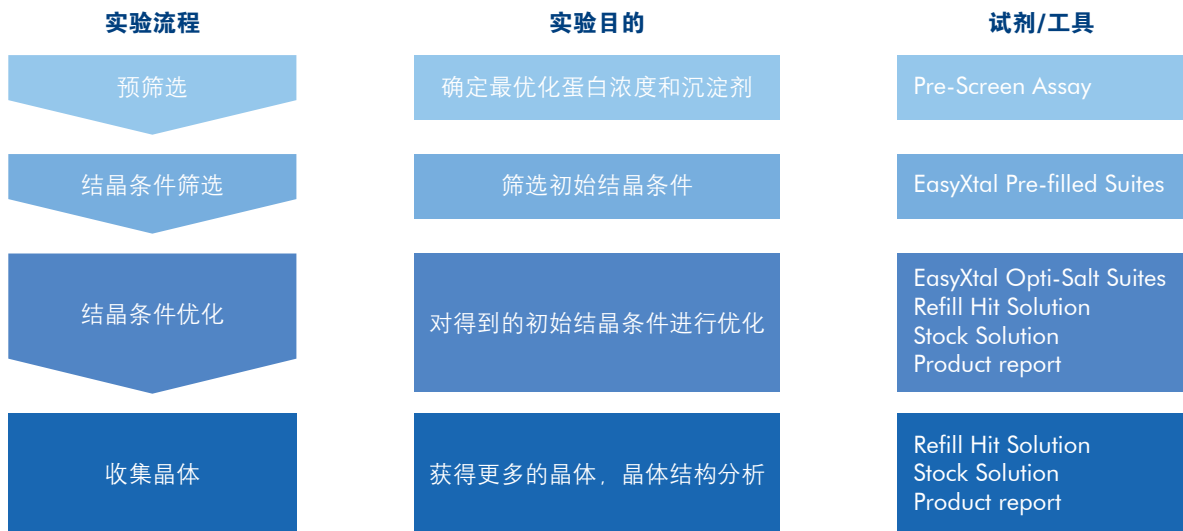 实验流程
实验目的
试剂/工具
预筛选
确定最优化蛋白浓度和沉淀剂
Pre-Screen Assay
结晶条件筛选
筛选初始结晶条件
EasyXtal Pre-filled Suites
结晶条件优化
对得到的初始结晶条件进行优化
EasyXtal Opti-Salt Suites
Refill Hit Solution
Stock Solution
Product report
收集晶体
获得更多的晶体，晶体结构分析
Refill Hit Solution
Stock Solution
Product report